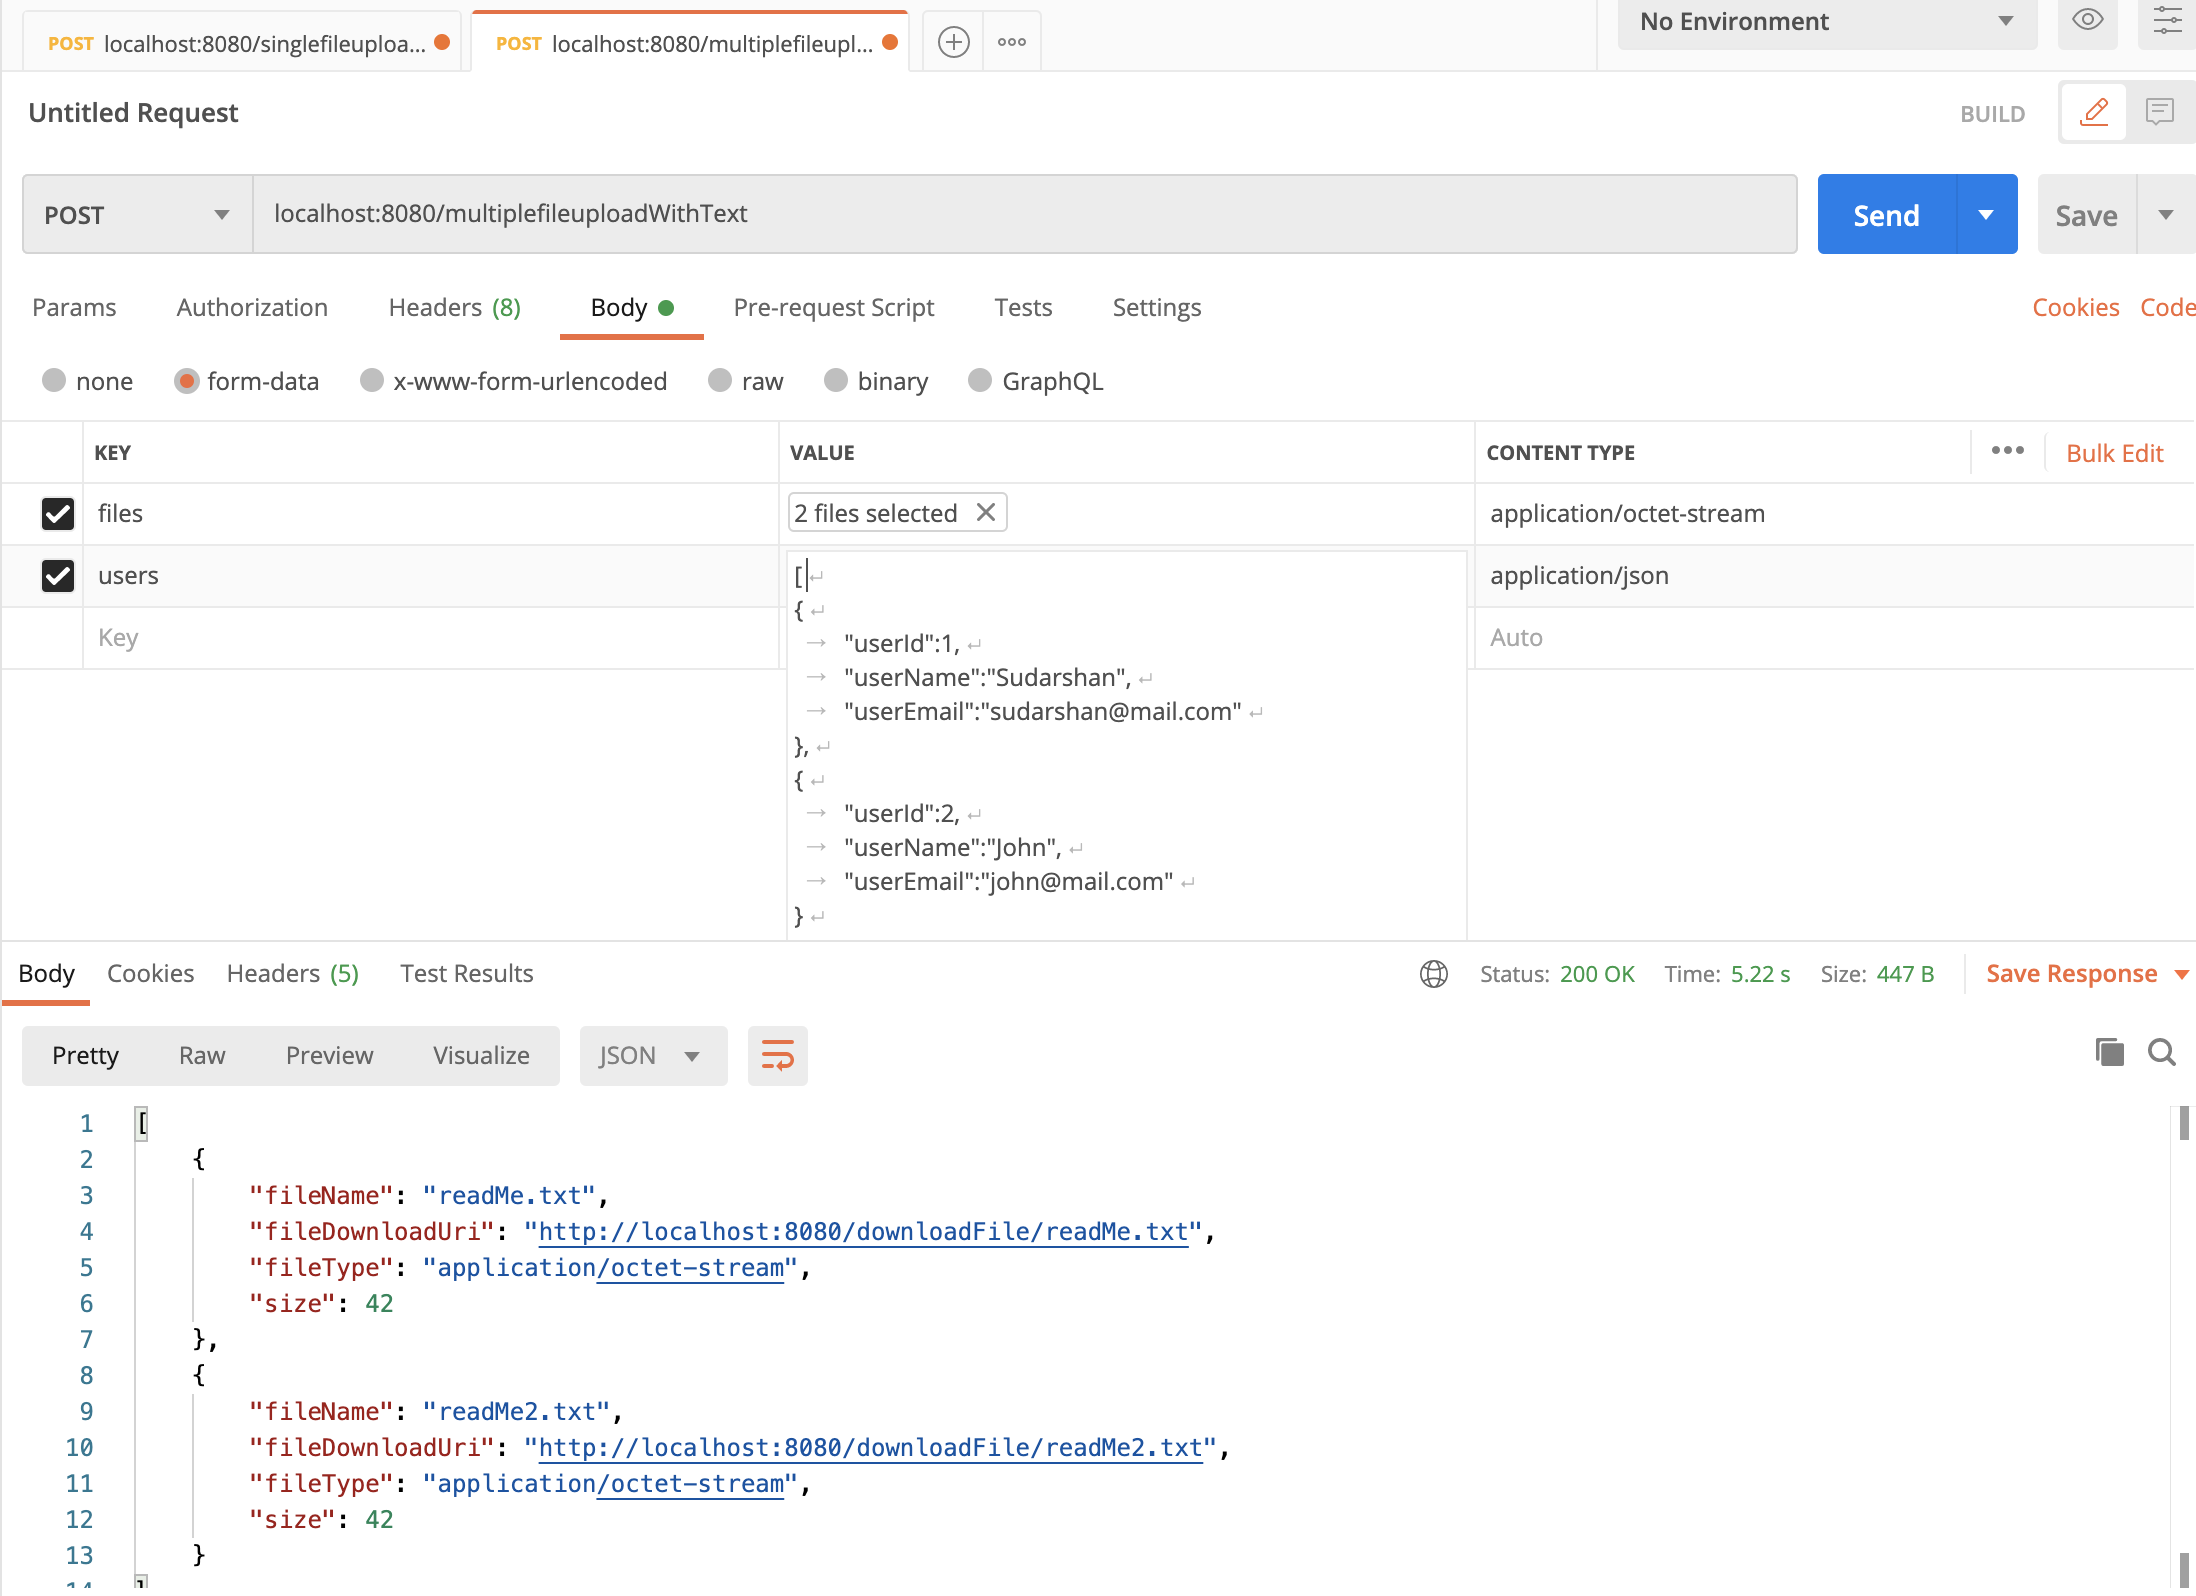 POST localhost:8080/singlefileuploa... POST localhost:8080/multiplefileupl... No Environment
Untitled Request BUILD
POST localhost:8080/multiplefileuploadWithText Send Save
Params Authorization Headers (8) Body Pre-request Script Tests Settings Cookies Code
none form-data x-www-form-urlencoded raw binary GraphQL
KEY VALUE CONTENT TYPE ••• Bulk Edit
files 2 files selected application/octet-stream
users [ application/json
{
Key Auto
"userId":1,
"userName":"Sudarshan",
"userEmail":"sudarshan@mail.com"
},
{
"userId":2,
"userName":"John",
"userEmail":"john@mail.com"
}
Body Cookies Headers (5) Test Results Status: 200 OK Time: 5.22 s Size: 447 B Save Response
Pretty Raw Preview Visualize JSON
1 [
2 {
3 "fileName": "readMe.txt",
4 "fileDownloadUri": "http://localhost:8080/downloadFile/readMe.txt",
5 "fileType": "application/octet-stream",
6 "size": 42
7 },
8 {
9 "fileName": "readMe2.txt",
10 "fileDownloadUri": "http://localhost:8080/downloadFile/readMe2.txt",
11 "fileType": "application/octet-stream",
12 "size": 42
13 }
14 ]